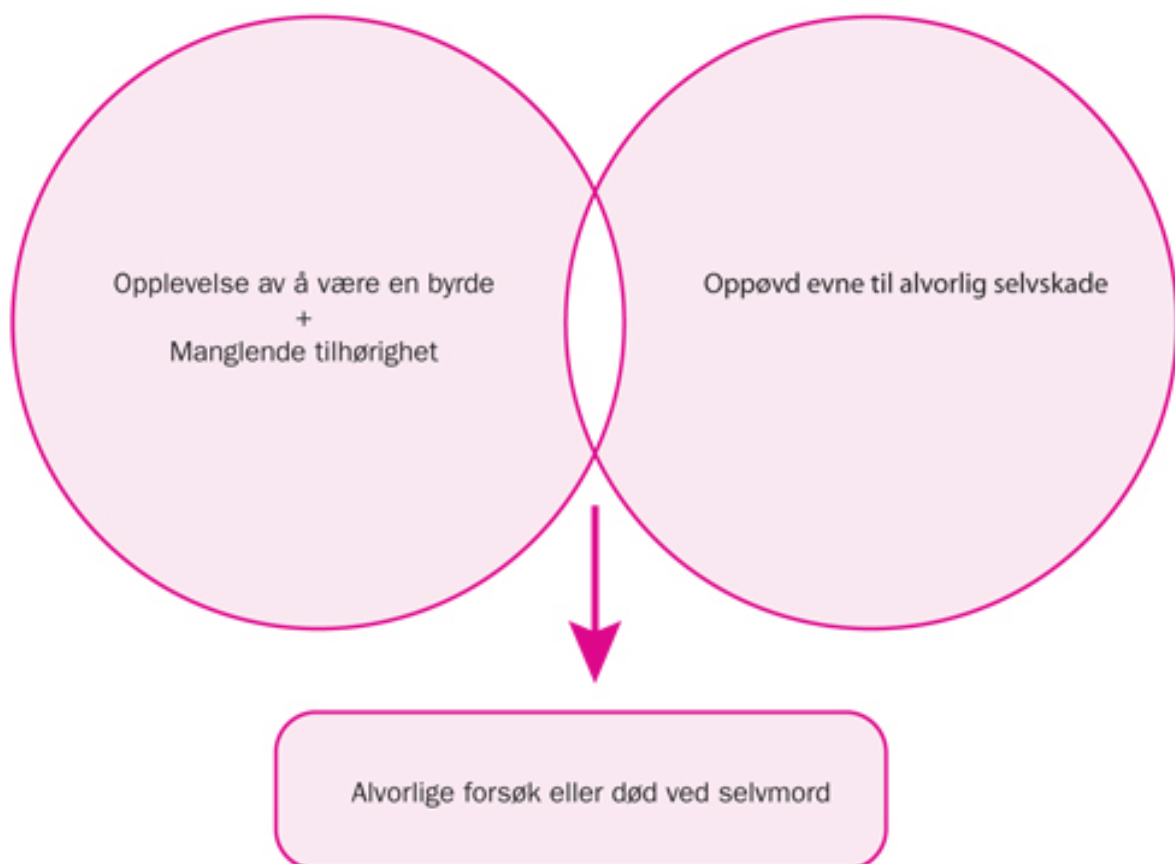 Opplevelse av å være en byrde
+
Manglende tilhørighet
Oppøvd evne til alvorlig selvskade
Alvorlige forsøk eller død ved selvmord